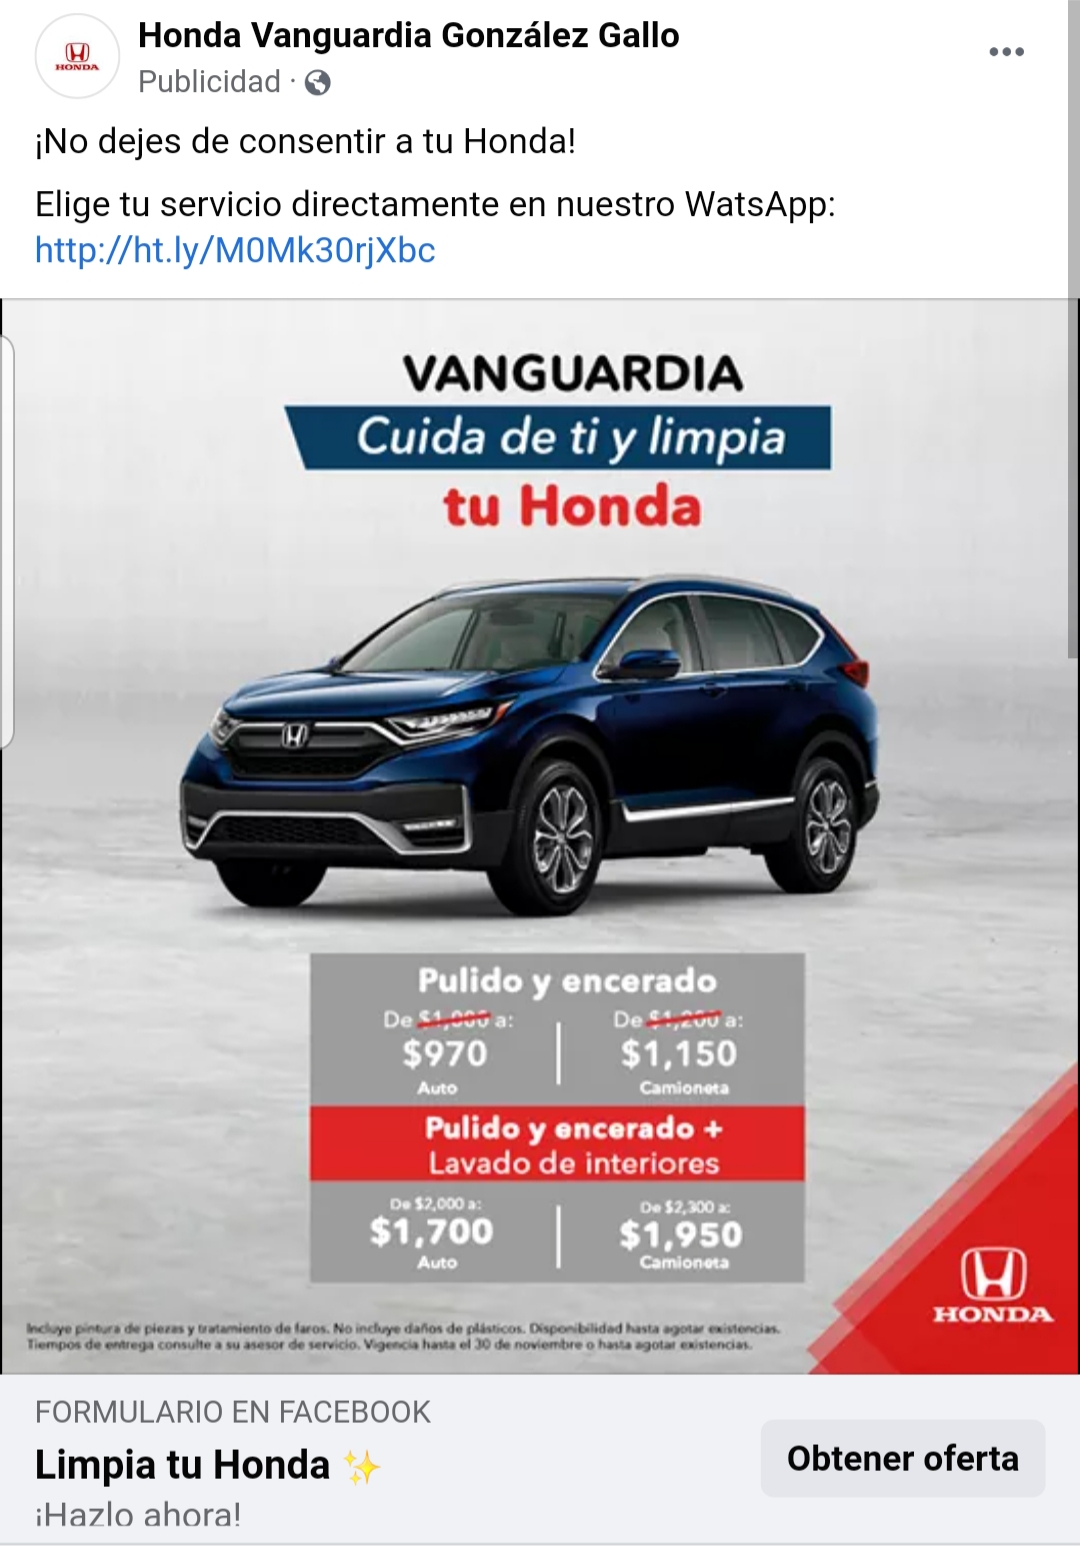 Honda Vanguardia González Gallo
HONDA
Publicidad ·
¡No dejes de consentir a tu Honda!
Elige tu servicio directamente en nuestro WatsApp:
http://ht.ly/M0Mk30rjXbc
VANGUARDIA
Cuida de ti y limpia
tu Honda
Pulido y encerado
De $1,000 a: De $1,200 a:
$970 $1,150
Auto Camioneta
Pulido y encerado +
Lavado de interiores
De $2,000 a: De $2,300 a:
$1,700 $1,950
Auto Camioneta
HONDA
Incluye pintura de piezas y tratamiento de faros. No incluye daños de plásticos. Disponibilidad hasta agotar existencias.
Tiempos de entrega consulte a su asesor de servicio. Vigencia hasta el 30 de noviembre o hasta agotar existencias.
FORMULARIO EN FACEBOOK
Limpia tu Honda ✨
Obtener oferta
¡Hazlo ahora!